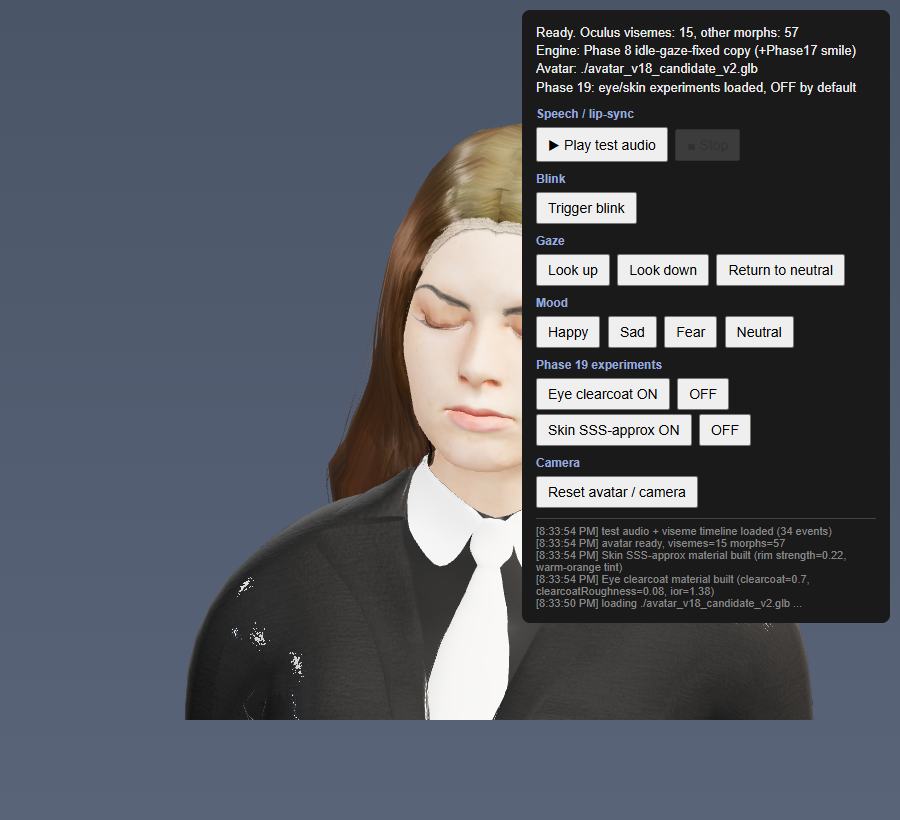 Ready. Oculus visemes: 15, other morphs: 57
Engine: Phase 8 idle-gaze-fixed copy (+Phase17 smile)
Avatar: ./avatar_v18_candidate_v2.glb
Phase 19: eye/skin experiments loaded, OFF by default
Speech / lip-sync
▶ Play test audio ■ Stop
Blink
Trigger blink
Gaze
Look up Look down Return to neutral
Mood
Happy Sad Fear Neutral
Phase 19 experiments
Eye clearcoat ON OFF
Skin SSS-approx ON OFF
Camera
Reset avatar / camera
[8:33:54 PM] test audio + viseme timeline loaded (34 events)
[8:33:54 PM] avatar ready, visemes=15 morphs=57
[8:33:54 PM] Skin SSS-approx material built (rim strength=0.22,
warm-orange tint)
[8:33:54 PM] Eye clearcoat material built (clearcoat=0.7,
clearcoatRoughness=0.08, ior=1.38)
[8:33:50 PM] loading ./avatar_v18_candidate_v2.glb ...